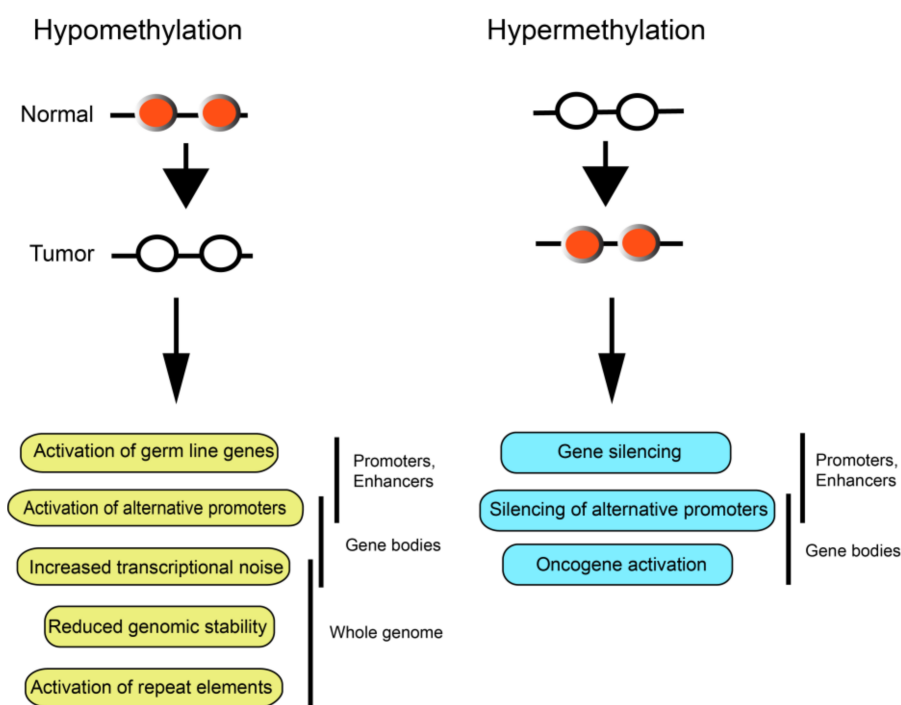 Hypomethylation
Normal
Tumor
Activation of germ line genes
Activation of alternative promoters
Increased transcriptional noise
Reduced genomic stability
Activation of repeat elements
Promoters,
Enhancers
Gene bodies
Whole genome
Hypermethylation
Gene silencing
Silencing of alternative promoters
Oncogene activation
Promoters,
Enhancers
Gene bodies